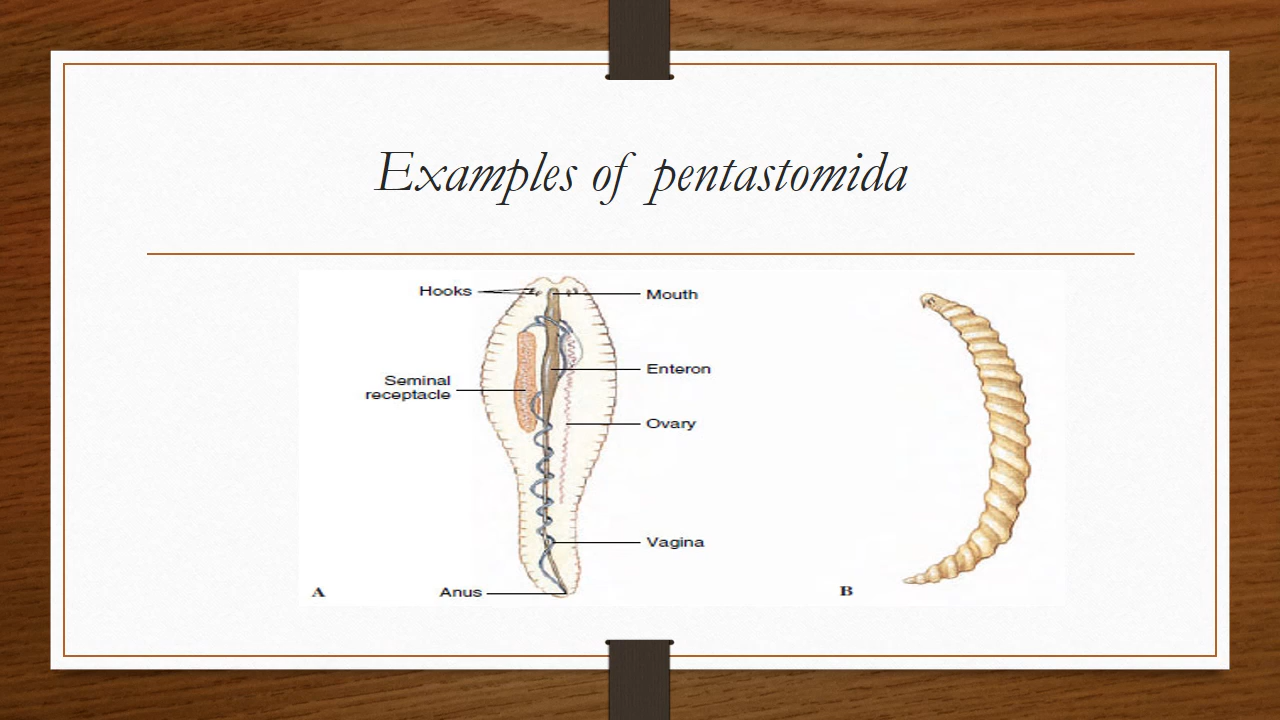 Examples of pentastomida
Hooks
Mouth
Enteron
Seminal
receptacle
Ovary
Vagina
Anus
A
B